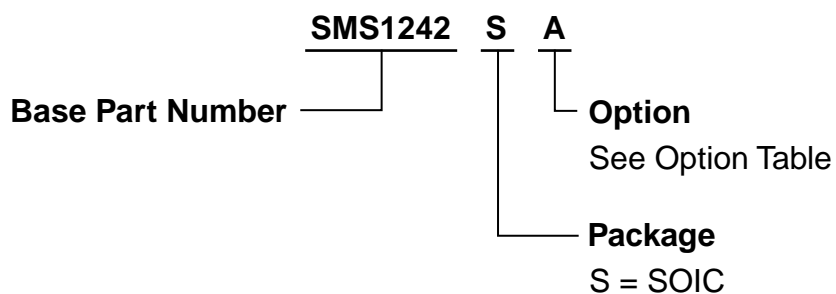 SMS1242 S A
Base Part Number
Option
See Option Table
Package
S = SOIC